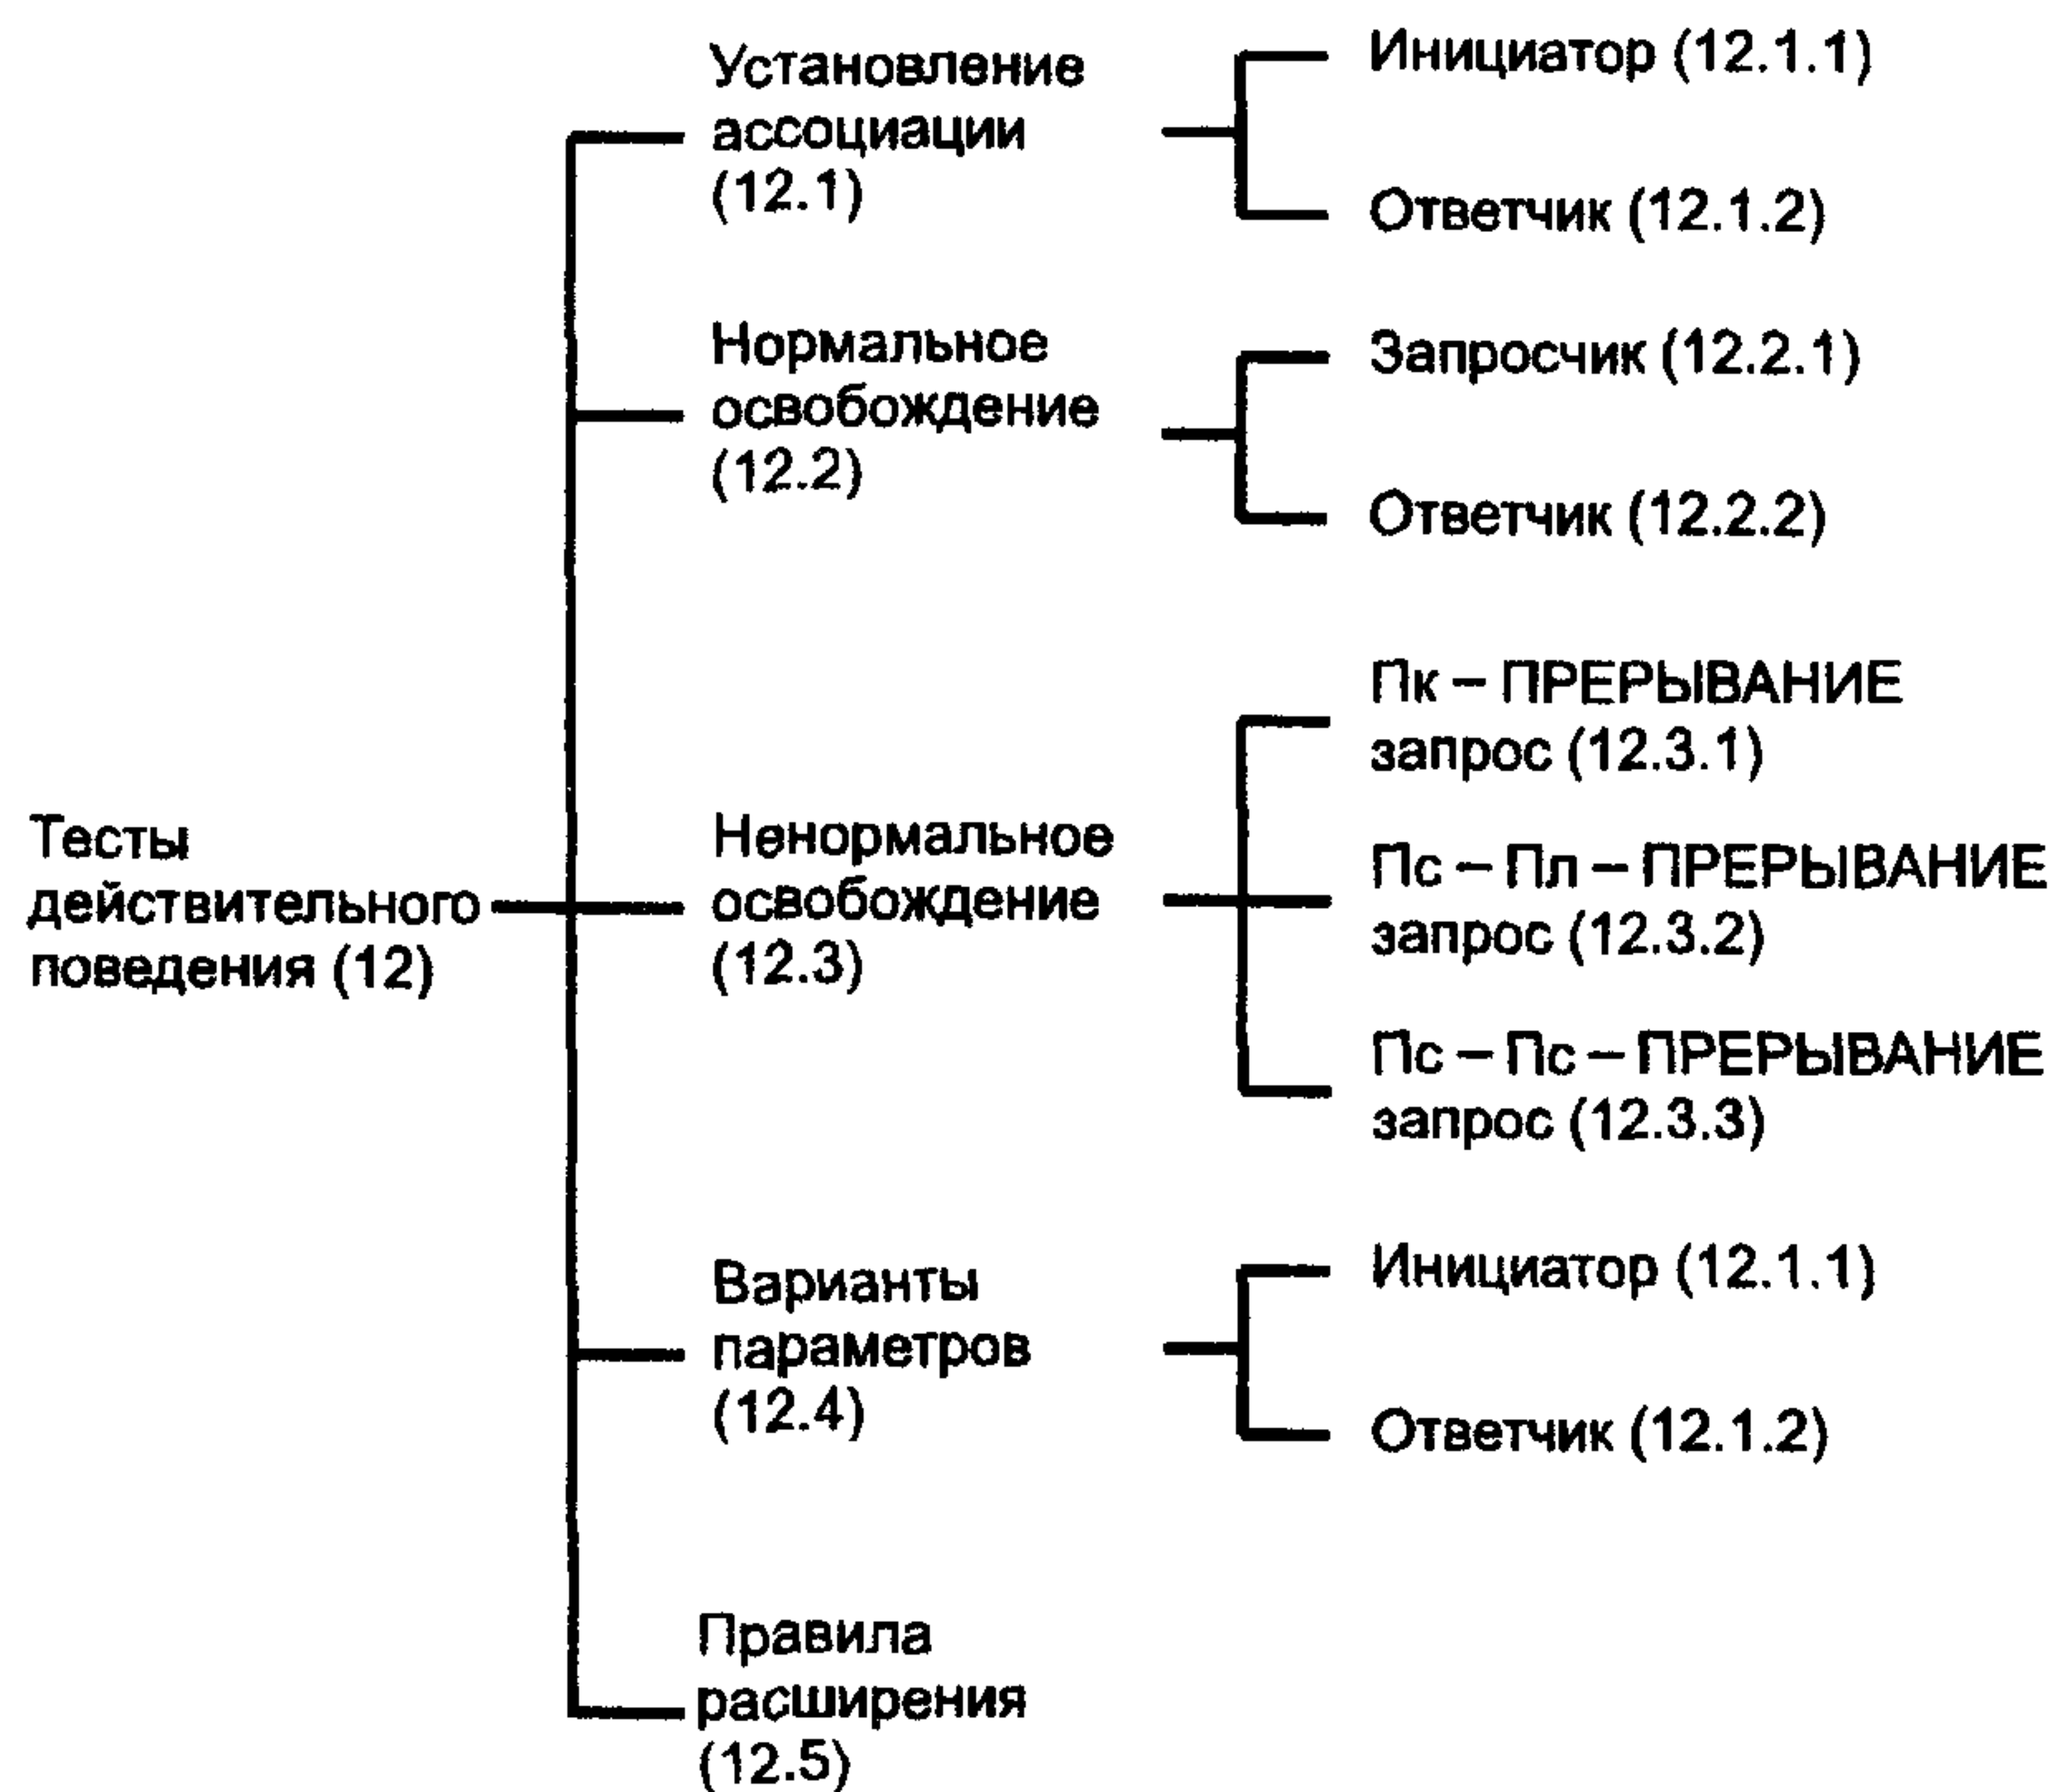 Тесты
действительного
поведения (12)
Установление
ассоциации
(12.1)
Инициатор (12.1.1)
Ответчик (12.1.2)
Нормальное
освобождение
(12.2)
Запросчик (12.2.1)
Ответчик (12.2.2)
Ненормальное
освобождение
(12.3)
Пк – ПРЕРЫВАНИЕ
запрос (12.3.1)
Пс – Пл – ПРЕРЫВАНИЕ
запрос (12.3.2)
Пс – Пс – ПРЕРЫВАНИЕ
запрос (12.3.3)
Варианты
параметров
(12.4)
Инициатор (12.1.1)
Ответчик (12.1.2)
Правила
расширения
(12.5)